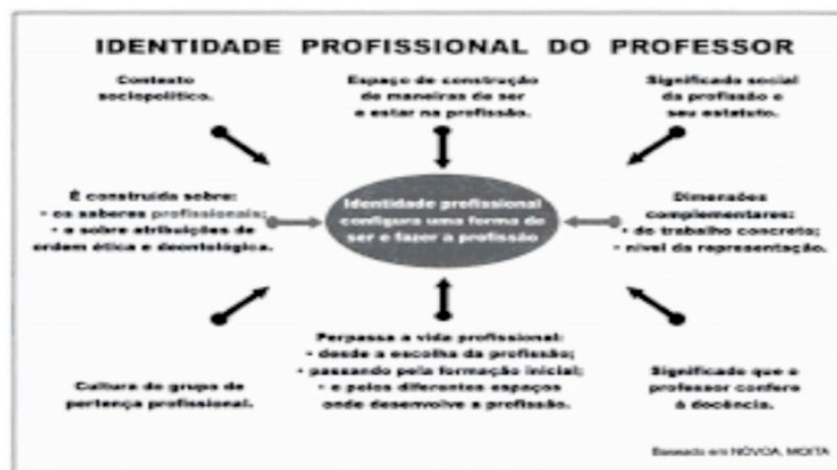 IDENTIDADE PROFISSIONAL DO PROFESSOR
Contexto
sociopolítico.
Espaço de construção
de maneiras de ser
e estar na profissão.
Significado social
da profissão e
seu estatuto.
É construída sobre:
• os saberes profissionais;
• e sobre atribuições de
ordem ética e deontológica.
Identidade profissional
configura uma forma de
ser e fazer a profissão
Dimensões
complementares:
• do trabalho concreto;
• nível da representação.
Cultura do grupo de
pertença profissional.
Perpassa a vida profissional:
• desde a escolha da profissão;
• passando pela formação inicial;
• e pelos diferentes espaços
onde desenvolve a profissão.
Significado que o
professor confere
à docência.
Baseado em NÓVOA, MOITA